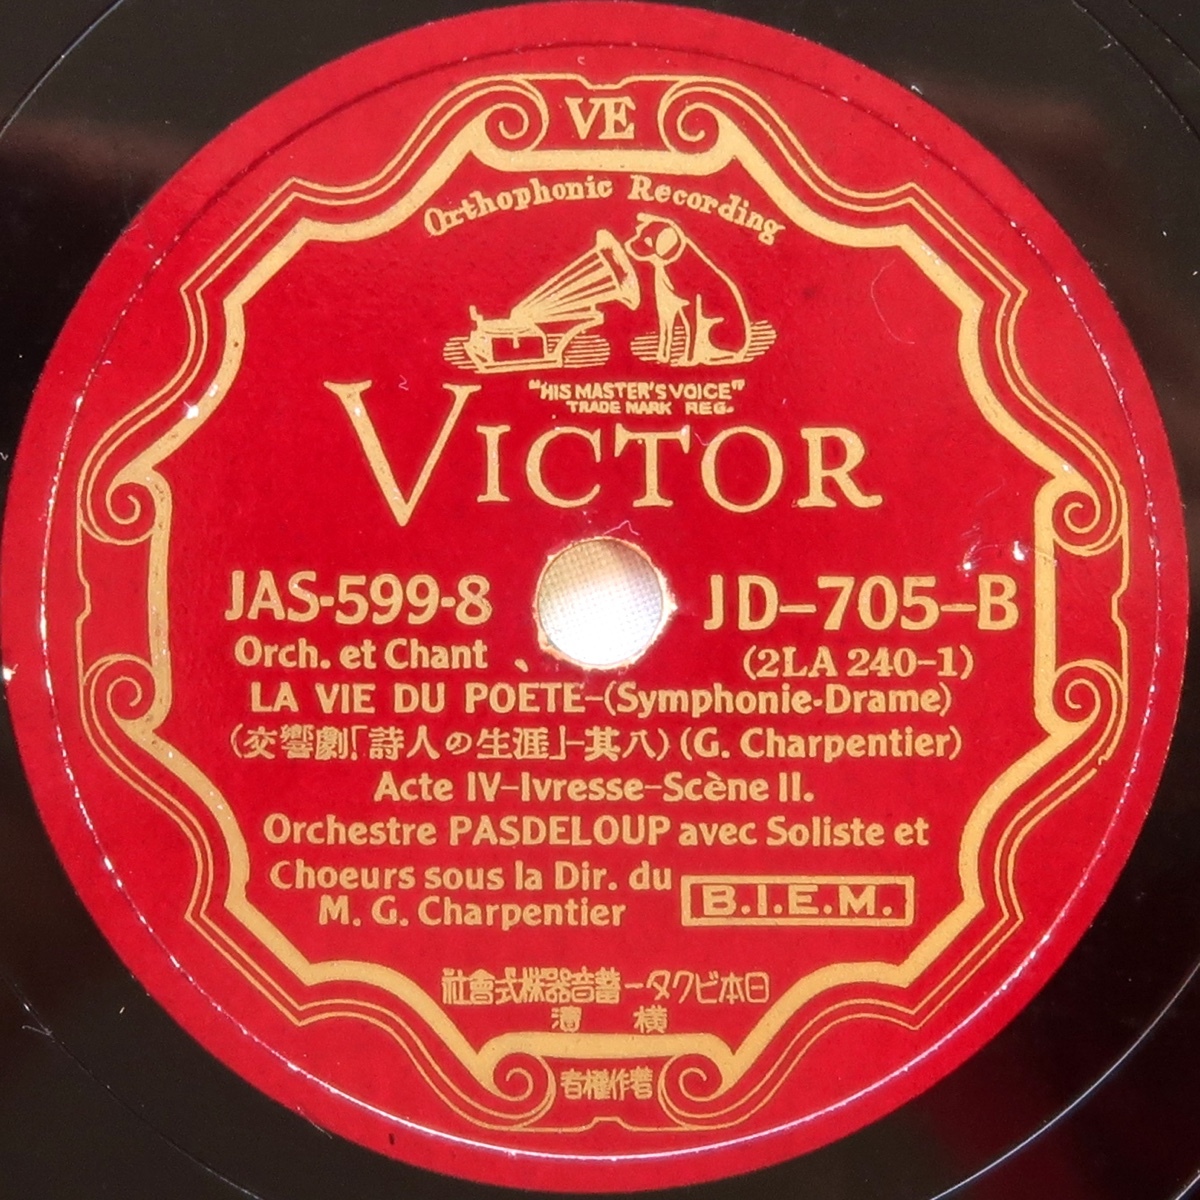 VE
Orthophonic Recording
"HIS MASTER'S VOICE"
TRADE MARK REG.
VICTOR
JAS-599-8 JD-705-B
Orch. et Chant (2LA 240-1)
LA VIE DU POETE-(Symphonie-Drame)
(交響劇「詩人の生涯」-其八) (G. Charpentier)
Acte IV-Ivresse-Scène II.
Orchestre PASDELOUP avec Soliste et
Choeurs sous la Dir. du
M. G. Charpentier B.I.E.M.
社會式株器音蓄ータクビ本日
濱横
者權作著